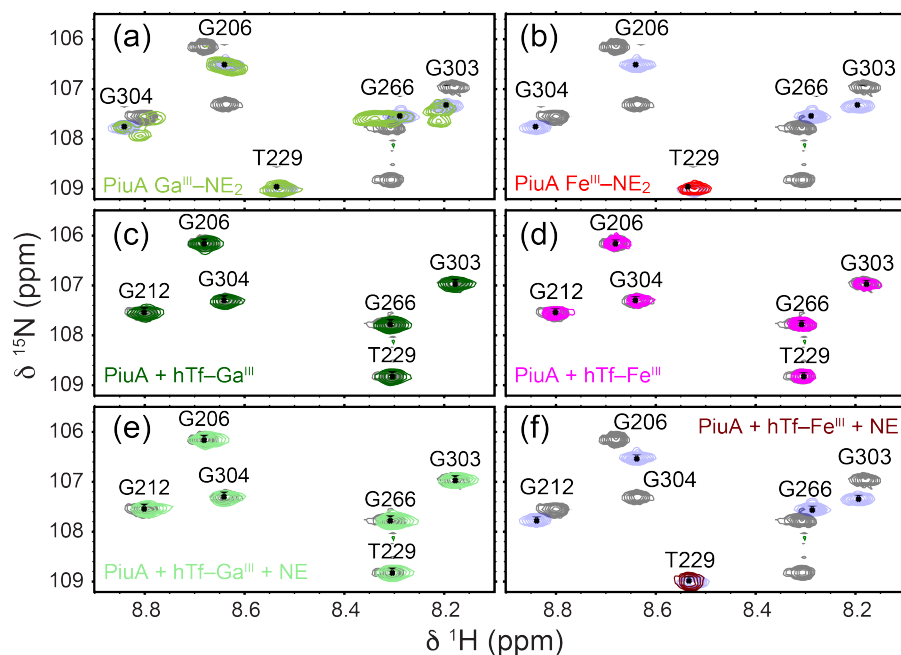 (a)
G206
G266
G303
G304
T229
PiuA Ga^III–NE₂
(b)
G206
G266
G303
G304
T229
PiuA Fe^III–NE₂
(c)
G206
G304
G303
G212
G266
T229
PiuA + hTf–Ga^III
(d)
G206
G304
G303
G212
G266
T229
PiuA + hTf–Fe^III
(e)
G206
G303
G212
G304
G266
T229
PiuA + hTf–Ga^III + NE
(f)
PiuA + hTf–Fe^III + NE
G206
G303
G212
G304
G266
T229
106
107
108
109
106
107
108
109
106
107
108
109
8.8
8.6
8.4
8.2
8.8
8.6
8.4
8.2
δ ¹⁵N (ppm)
δ ¹H (ppm)